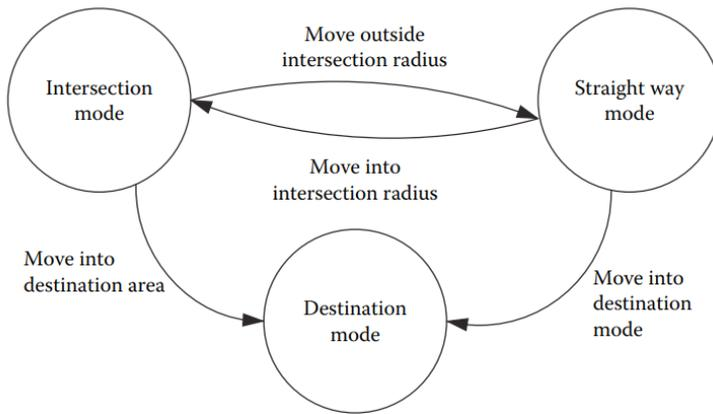 Move outside
intersection radius
Intersection
mode
Straight way
mode
Move into
intersection radius
Move into
destination area
Destination
mode
Move into
destination
mode